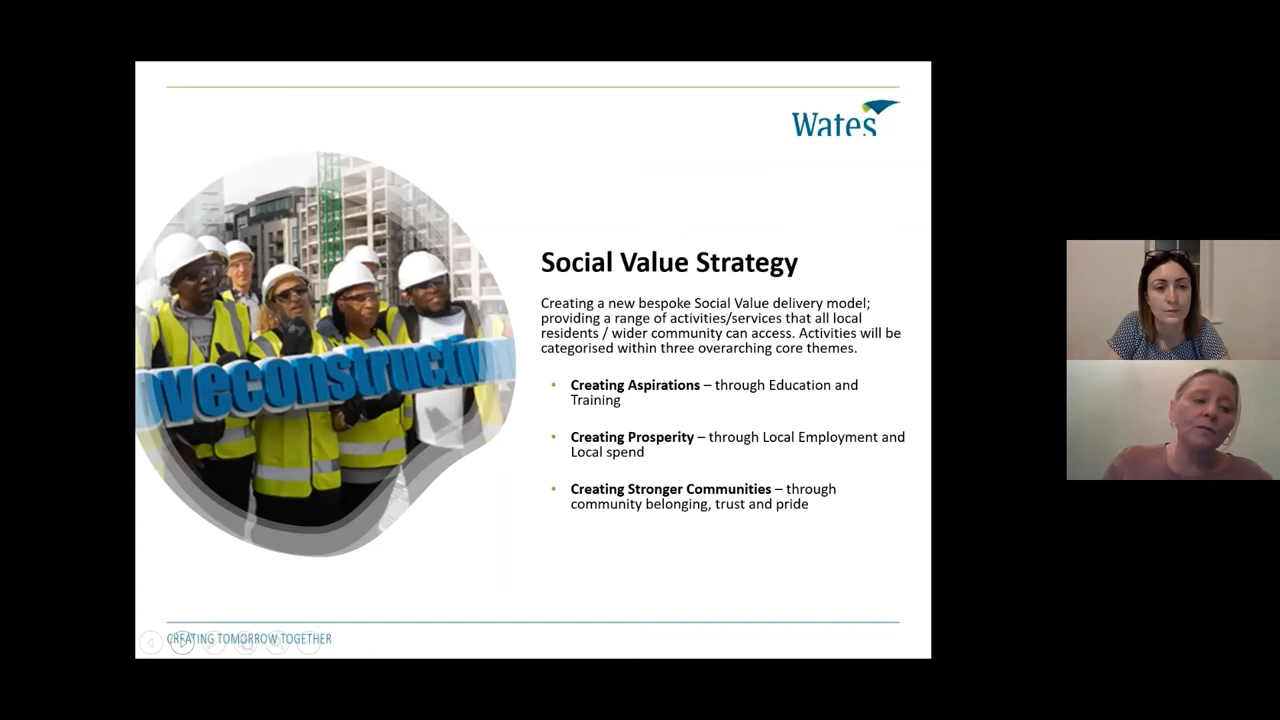 Wates
oveconstructi
Social Value Strategy
Creating a new bespoke Social Value delivery model;
providing a range of activities/services that all local
residents / wider community can access. Activities will be
categorised within three overarching core themes.
• Creating Aspirations – through Education and
Training
• Creating Prosperity – through Local Employment and
Local spend
• Creating Stronger Communities – through
community belonging, trust and pride
CREATING TOMORROW TOGETHER